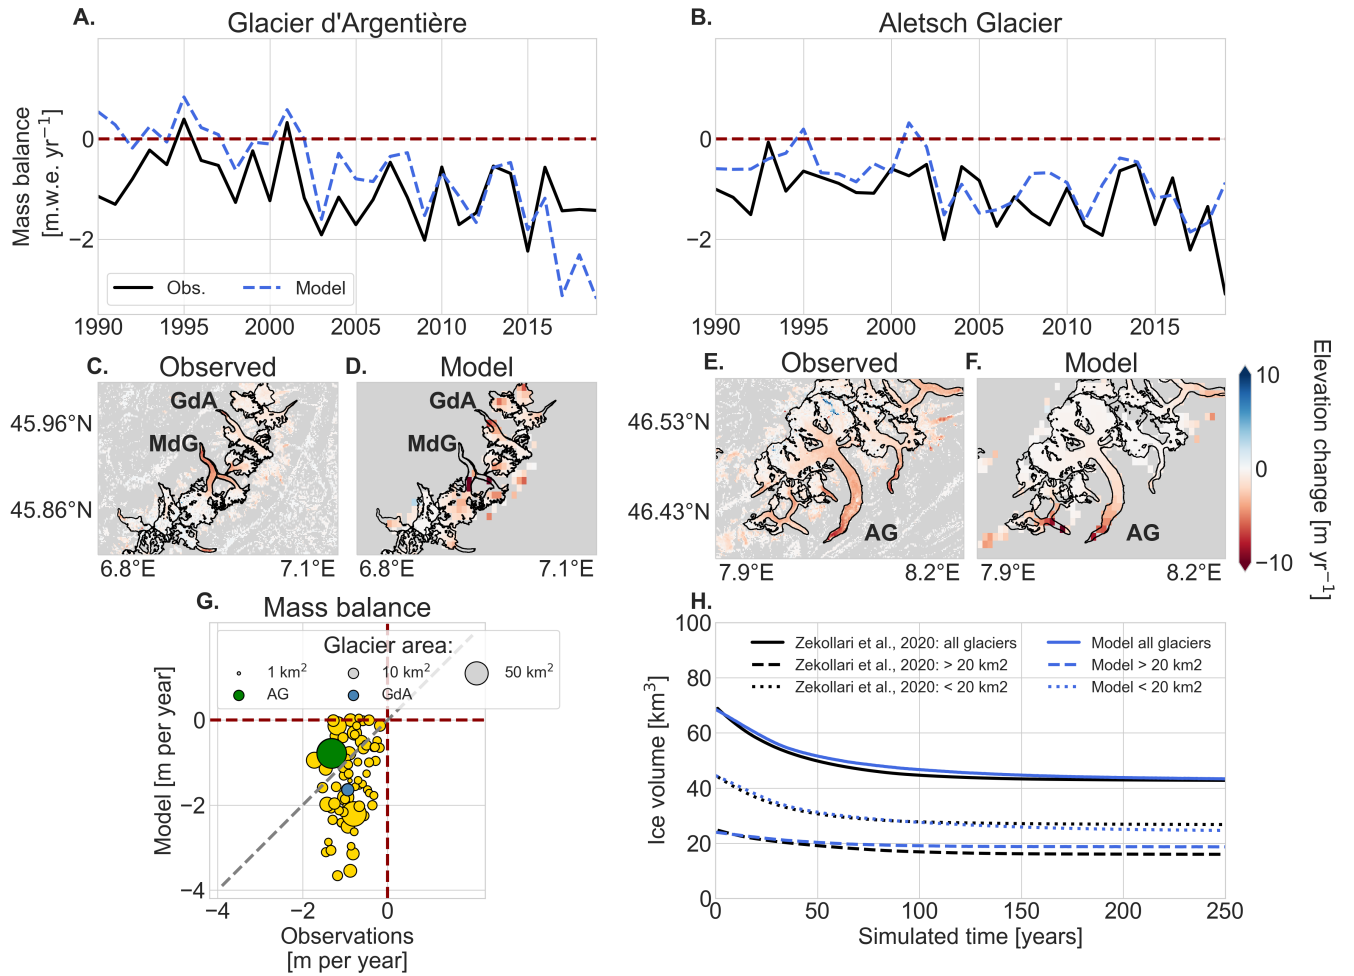 A.
Glacier d'Argentière
B.
Aletsch Glacier
Mass balance
[m.w.e. yr⁻¹]
0
−2
Obs.
Model
1990
1995
2000
2005
2010
2015
0
−2
1990
1995
2000
2005
2010
2015
C.
Observed
D.
Model
E.
Observed
F.
Model
45.96°N
45.86°N
GdA
MdG
6.8°E
7.1°E
GdA
MdG
6.8°E
7.1°E
46.53°N
46.43°N
AG
7.9°E
8.2°E
AG
7.9°E
8.2°E
10
0
−10
Elevation change [m yr⁻¹]
G.
Mass balance
Glacier area:
1 km²
10 km²
50 km²
AG
GdA
Model [m per year]
0
−2
−4
−4
−2
0
Observations
[m per year]
H.
Zekollari et al., 2020: all glaciers
Zekollari et al., 2020: > 20 km2
Zekollari et al., 2020: < 20 km2
Model all glaciers
Model > 20 km2
Model < 20 km2
Ice volume [km³]
100
80
60
40
20
0
0
50
100
150
200
250
Simulated time [years]